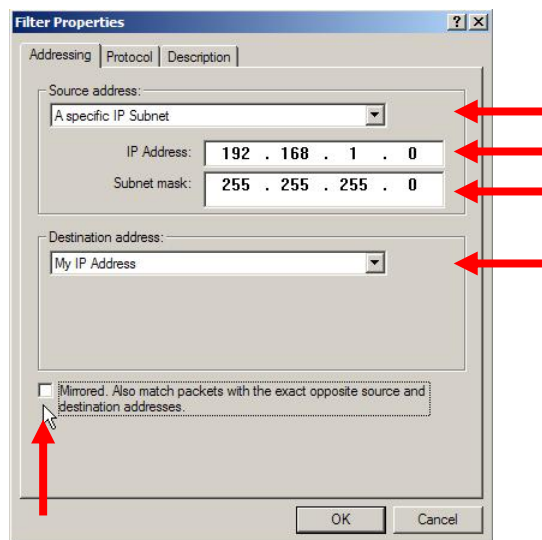 Filter Properties
Addressing Protocol Description
Source address:
A specific IP Subnet
IP Address: 192 . 168 . 1 . 0
Subnet mask: 255 . 255 . 255 . 0
Destination address:
My IP Address
Mirrored. Also match packets with the exact opposite source and
destination addresses.
OK Cancel